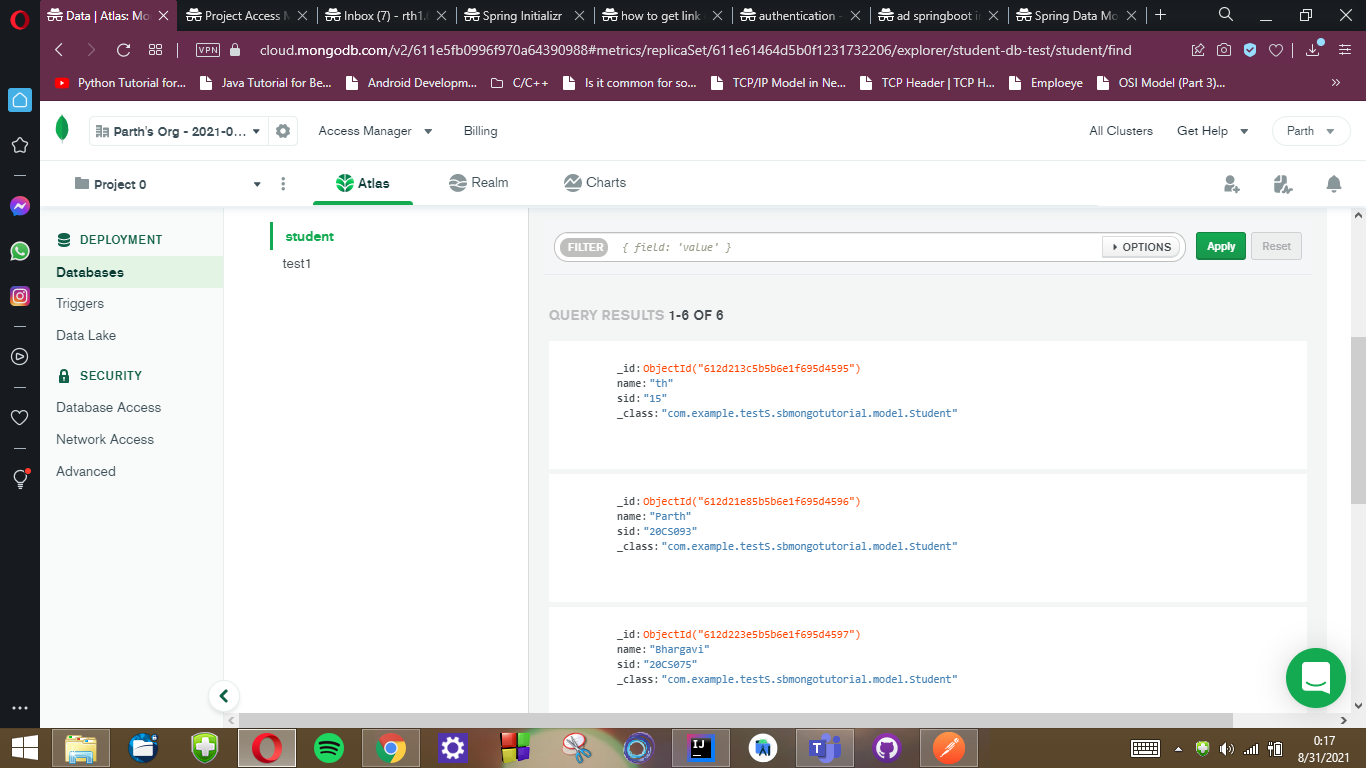 Data | Atlas: Mo
Project Access M
Inbox (7) - rth1.
Spring Initializr
how to get link
authentication -
ad springboot i
Spring Data Mo
VPN
cloud.mongodb.com/v2/611e5fb0996f970a64390988#metrics/replicaSet/611e61464d5b0f1231732206/explorer/student-db-test/student/find
Python Tutorial for...
Java Tutorial for Be...
Android Developm...
C/C++
Is it common for so...
TCP/IP Model in Ne...
TCP Header | TCP H...
Emploeye
OSI Model (Part 3)...
»
Parth's Org - 2021-0...
Access Manager
Billing
All Clusters
Get Help
Parth
Project 0
Atlas
Realm
Charts
DEPLOYMENT
Databases
Triggers
Data Lake
SECURITY
Database Access
Network Access
Advanced
student
test1
FILTER
{ field: 'value' }
OPTIONS
Apply
Reset
QUERY RESULTS 1-6 OF 6
_id: ObjectId("612d213c5b5b6e1f695d4595")
name: "th"
sid: "15"
_class: "com.example.testS.sbmongotutorial.model.Student"
_id: ObjectId("612d21e85b5b6e1f695d4596")
name: "Parth"
sid: "20CS093"
_class: "com.example.testS.sbmongotutorial.model.Student"
_id: ObjectId("612d223e5b5b6e1f695d4597")
name: "Bhargavi"
sid: "20CS075"
_class: "com.example.testS.sbmongotutorial.model.Student"
0:17
8/31/2021